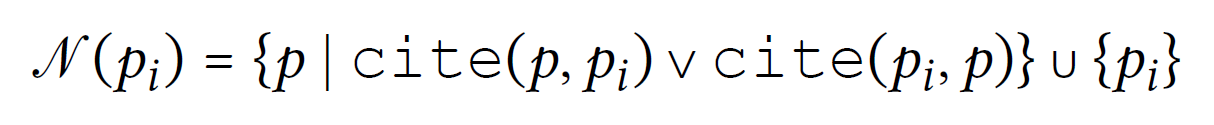 𝒩(pᵢ) = {p | cite(p, pᵢ) ∨ cite(pᵢ, p)} ∪ {pᵢ}